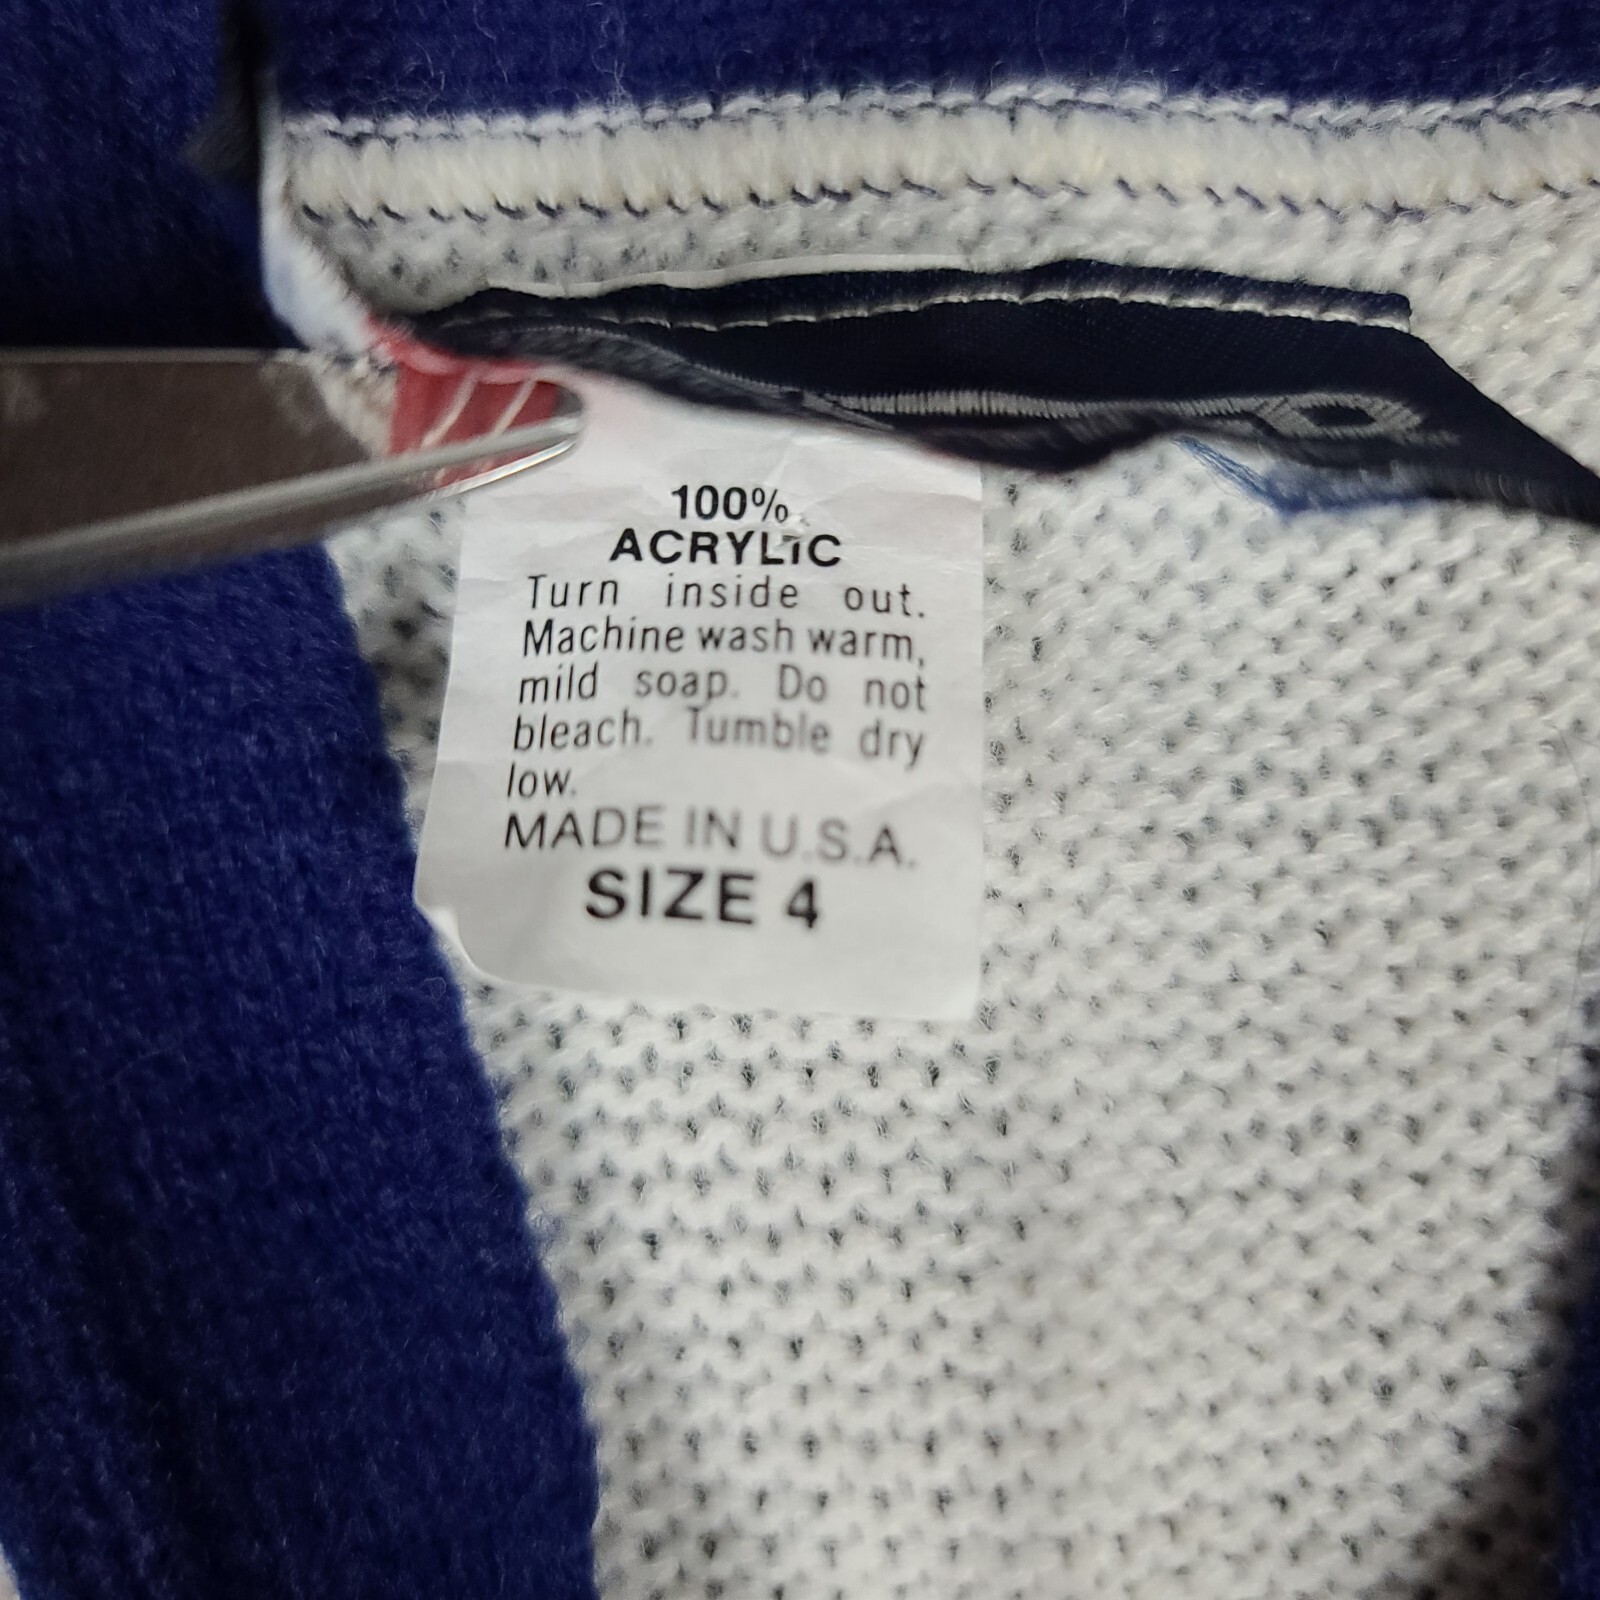 100%
ACRYLIC
Turn inside out.
Machine wash warm,
mild soap. Do not
bleach. Tumble dry
low.
MADE IN U.S.A.
SIZE 4